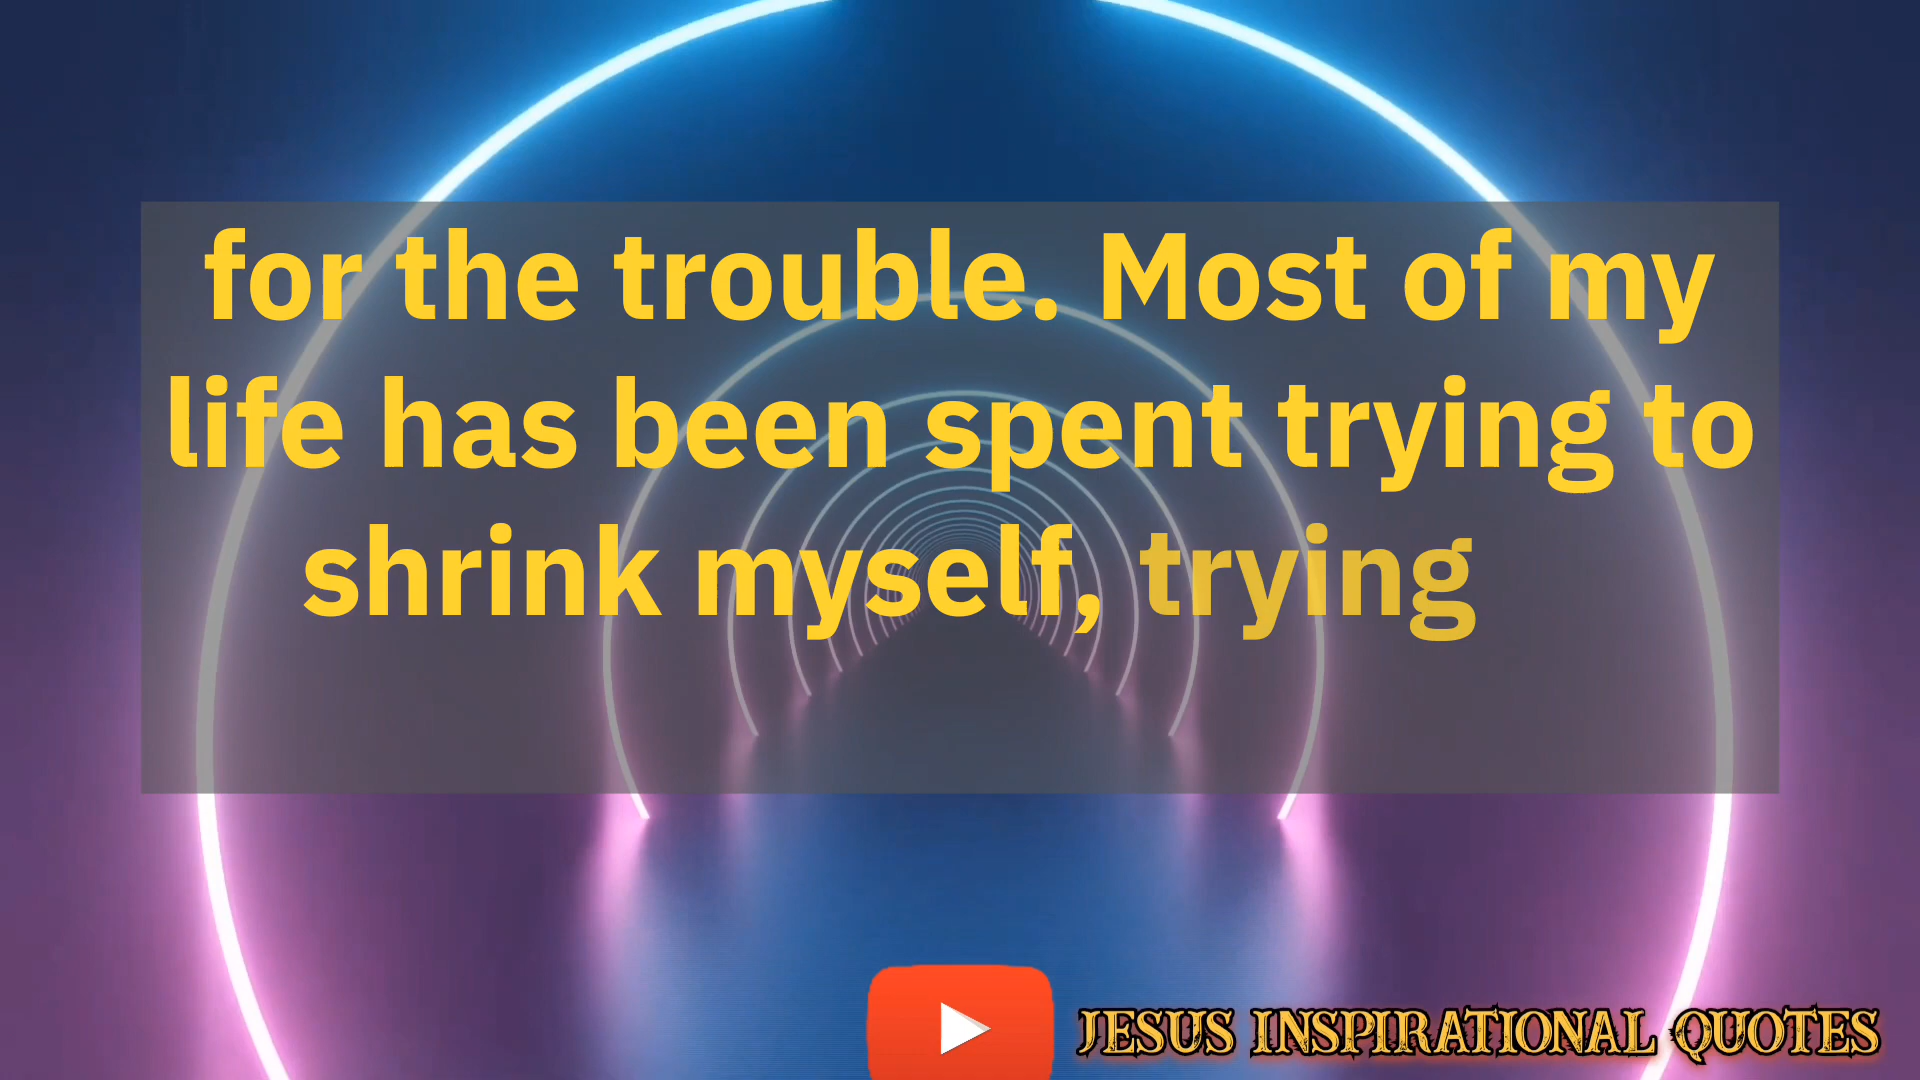 for the trouble. Most of my
life has been spent trying to
shrink myself, trying
JESUS INSPIRATIONAL QUOTES